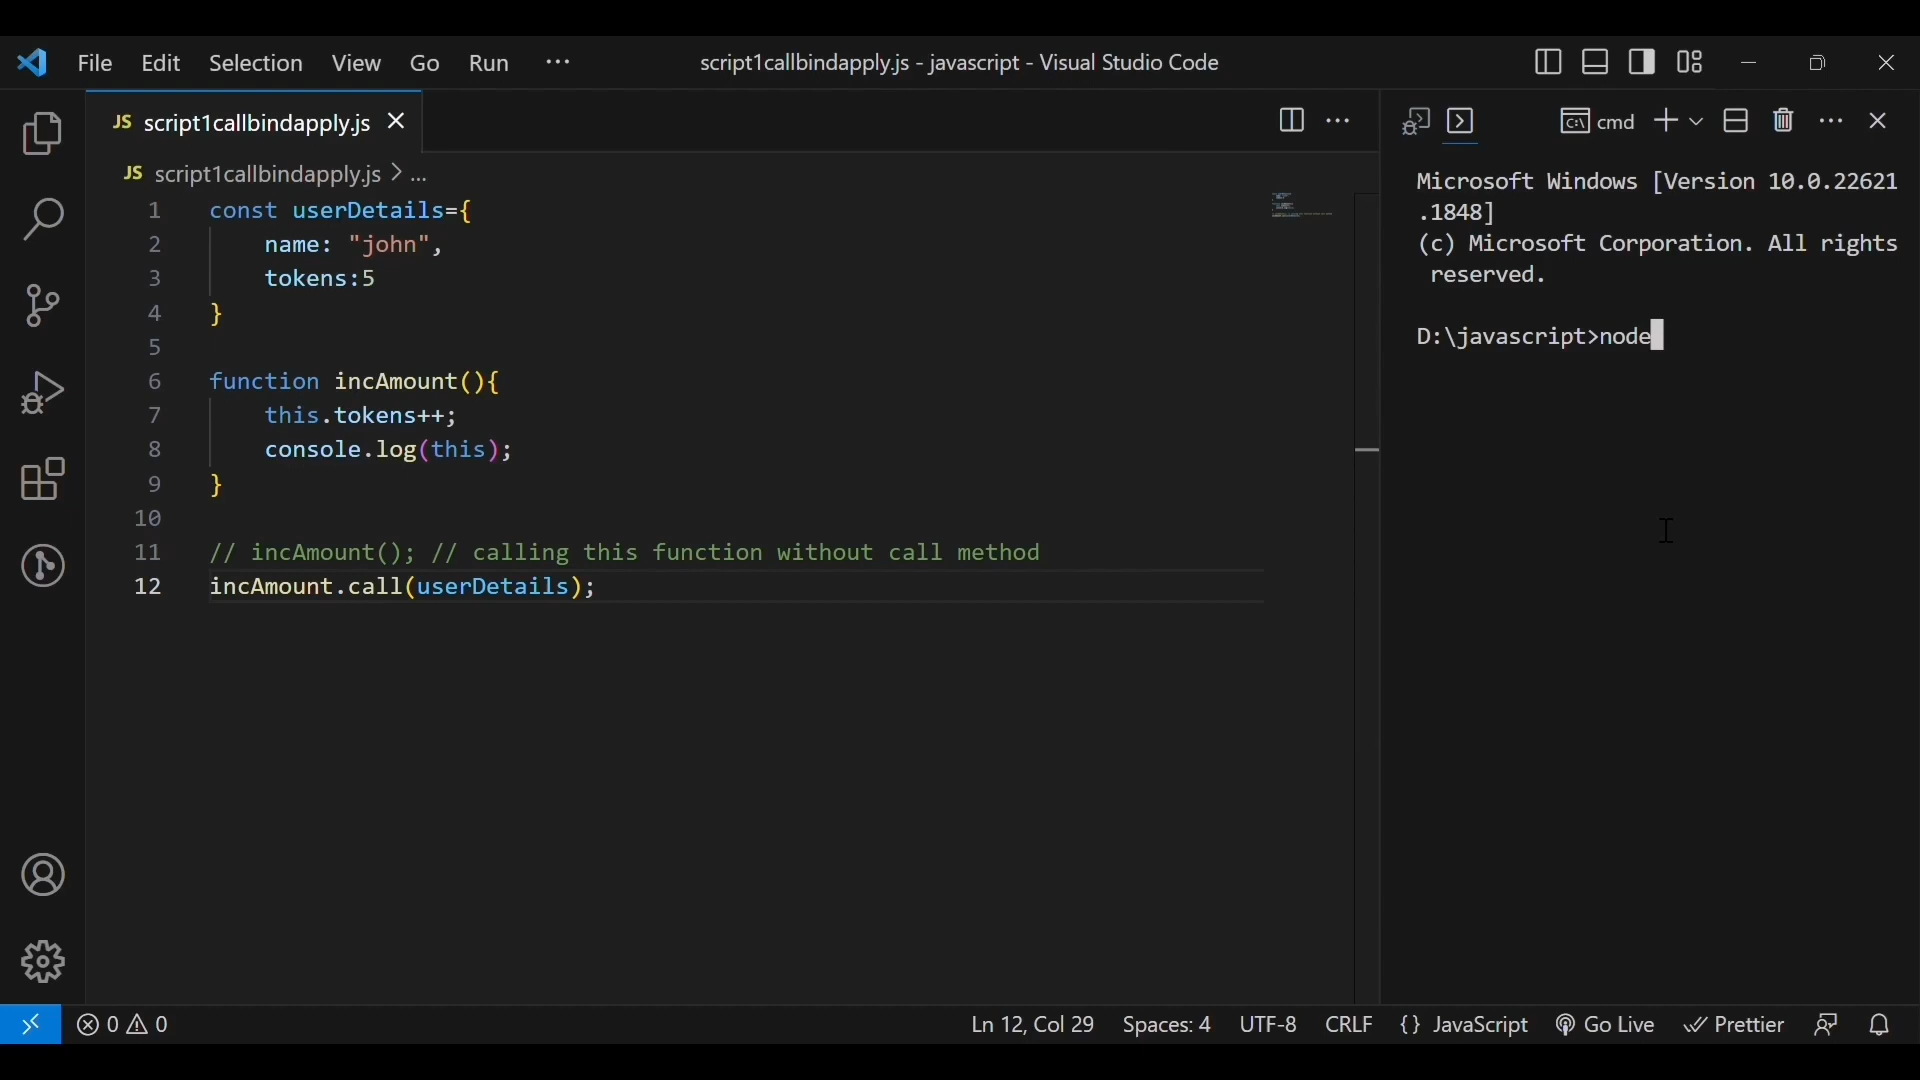 File Edit Selection View Go Run ··· script1callbindapply.js - javascript - Visual Studio Code
JS script1callbindapply.js
JS script1callbindapply.js > ...
1 const userDetails={
2     name: "john",
3     tokens:5
4 }
5
6 function incAmount(){
7     this.tokens++;
8     console.log(this);
9 }
10
11 // incAmount(); // calling this function without call method
12 incAmount.call(userDetails);
cmd
Microsoft Windows [Version 10.0.22621
.1848]
(c) Microsoft Corporation. All rights
 reserved.
D:\javascript>node
0 0 Ln 12, Col 29 Spaces: 4 UTF-8 CRLF {} JavaScript Go Live Prettier